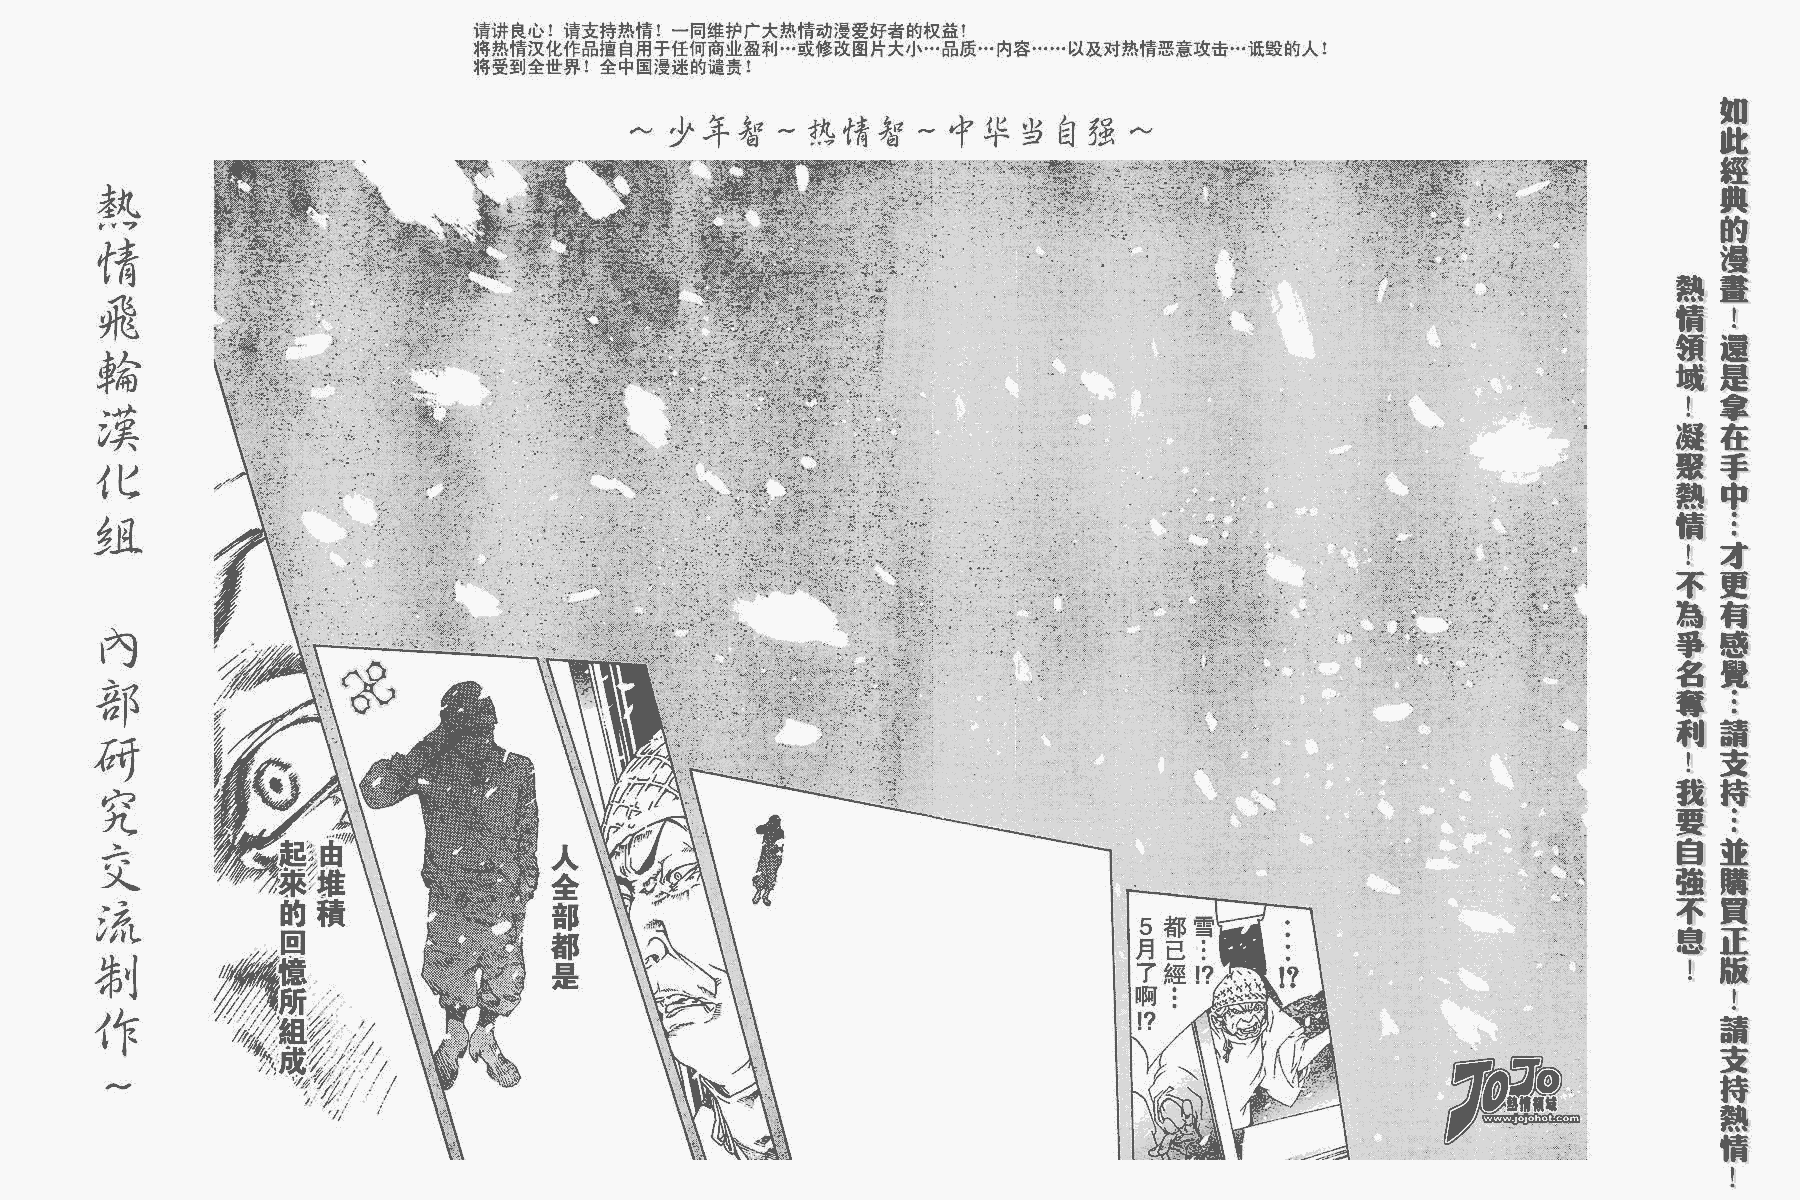 请讲良心！请支持热情！一同维护广大热情动漫爱好者的权益！
将热情汉化作品擅自用于任何商业盈利…或修改图片大小…品质…内容……以及对热情恶意攻击…诋毁的人！
将受到全世界！全中国漫迷的谴责！
～少年智～热情智～中华当自强～
如此經典的漫畫！還是拿在手中…才更有感覺…請支持…並購買正版！請支持熱情！
熱情領域！凝聚熱情！不為爭名奪利！我要自強不息！
…‥!?
雪…!?
都已經…
5月了啊!?
人全部都是
由堆積
起來的回憶所組成
JOJO
熱情領域
www.jojohot.com
熱情飛輪漢化組 內部研究交流制作～